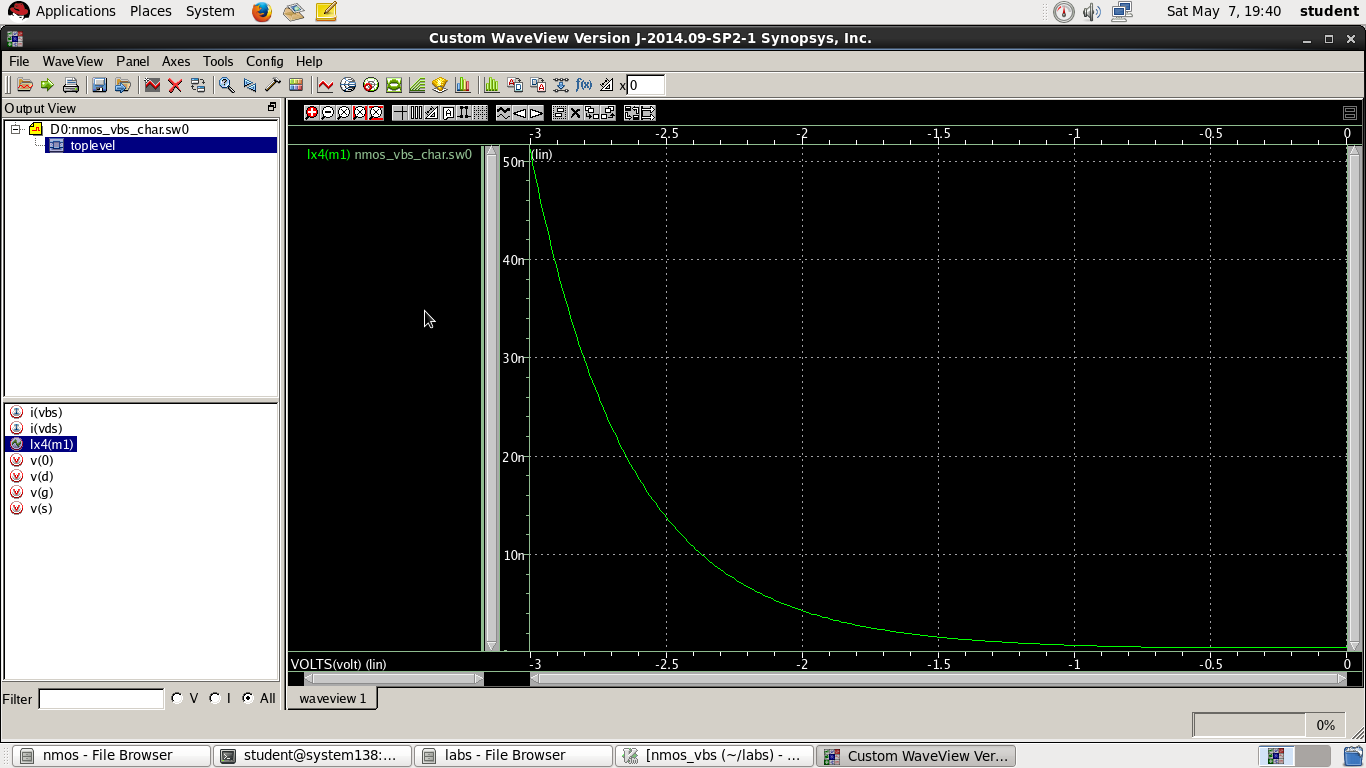 Applications Places System Sat May 7, 19:40 student
Custom WaveView Version J-2014.09-SP2-1 Synopsys, Inc.
File WaveView Panel Axes Tools Config Help
f(x) x 0
Output View
D0:nmos_vbs_char.sw0
toplevel
i(vbs)
i(vds)
lx4(m1)
v(0)
v(d)
v(g)
v(s)
Filter V I All
-3 -2.5 -2 -1.5 -1 -0.5 0
lx4(m1) nmos_vbs_char.sw0
(lin)
50n
40n
30n
20n
10n
VOLTS(volt) (lin) -3 -2.5 -2 -1.5 -1 -0.5 0
waveview 1
0%
nmos - File Browser student@system138:... labs - File Browser [nmos_vbs (~/labs) - ... Custom WaveView Ver...